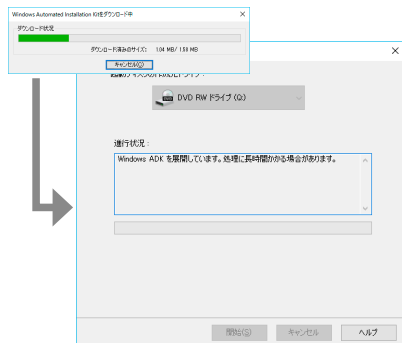 Windows Automated Installation Kitをダウンロード中
ダウンロード状況
ダウンロード済みのサイズ: 1.04 MB/ 1.50 MB
キャンセル(C)
DVD RW ドライブ (Q:)
進行状況:
Windows ADK を展開しています。処理に長時間かかる場合があります。
開始(S)
キャンセル
ヘルプ